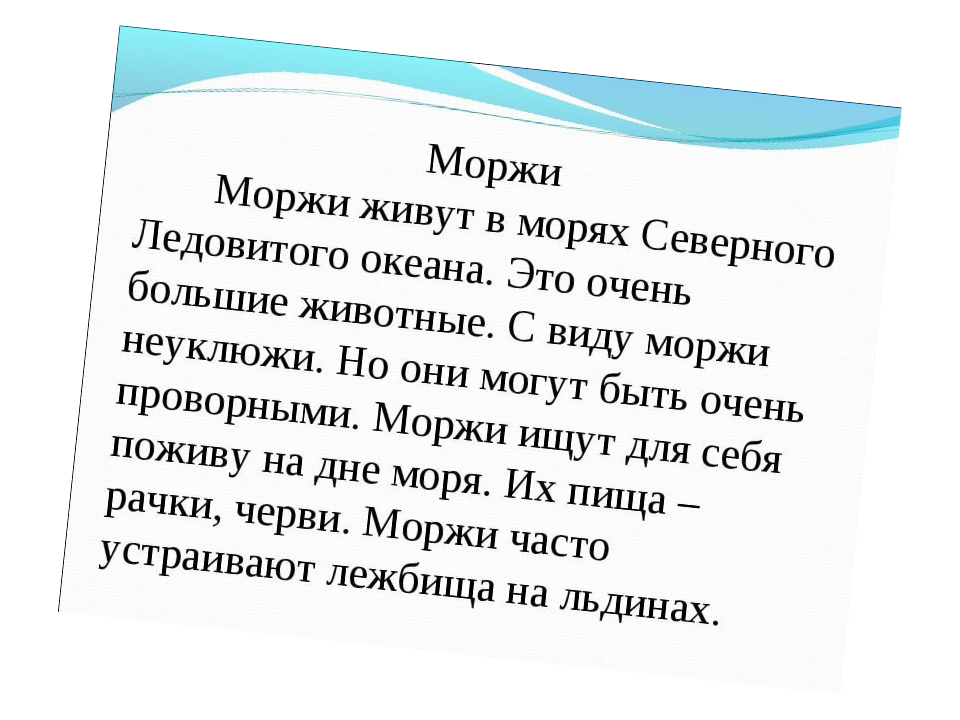 Моржи
Моржи живут в морях Северного
Ледовитого океана. Это очень
большие животные. С виду моржи
неуклюжи. Но они могут быть очень
проворными. Моржи ищут для себя
поживу на дне моря. Их пища –
рачки, черви. Моржи часто
устраивают лежбища на льдинах.